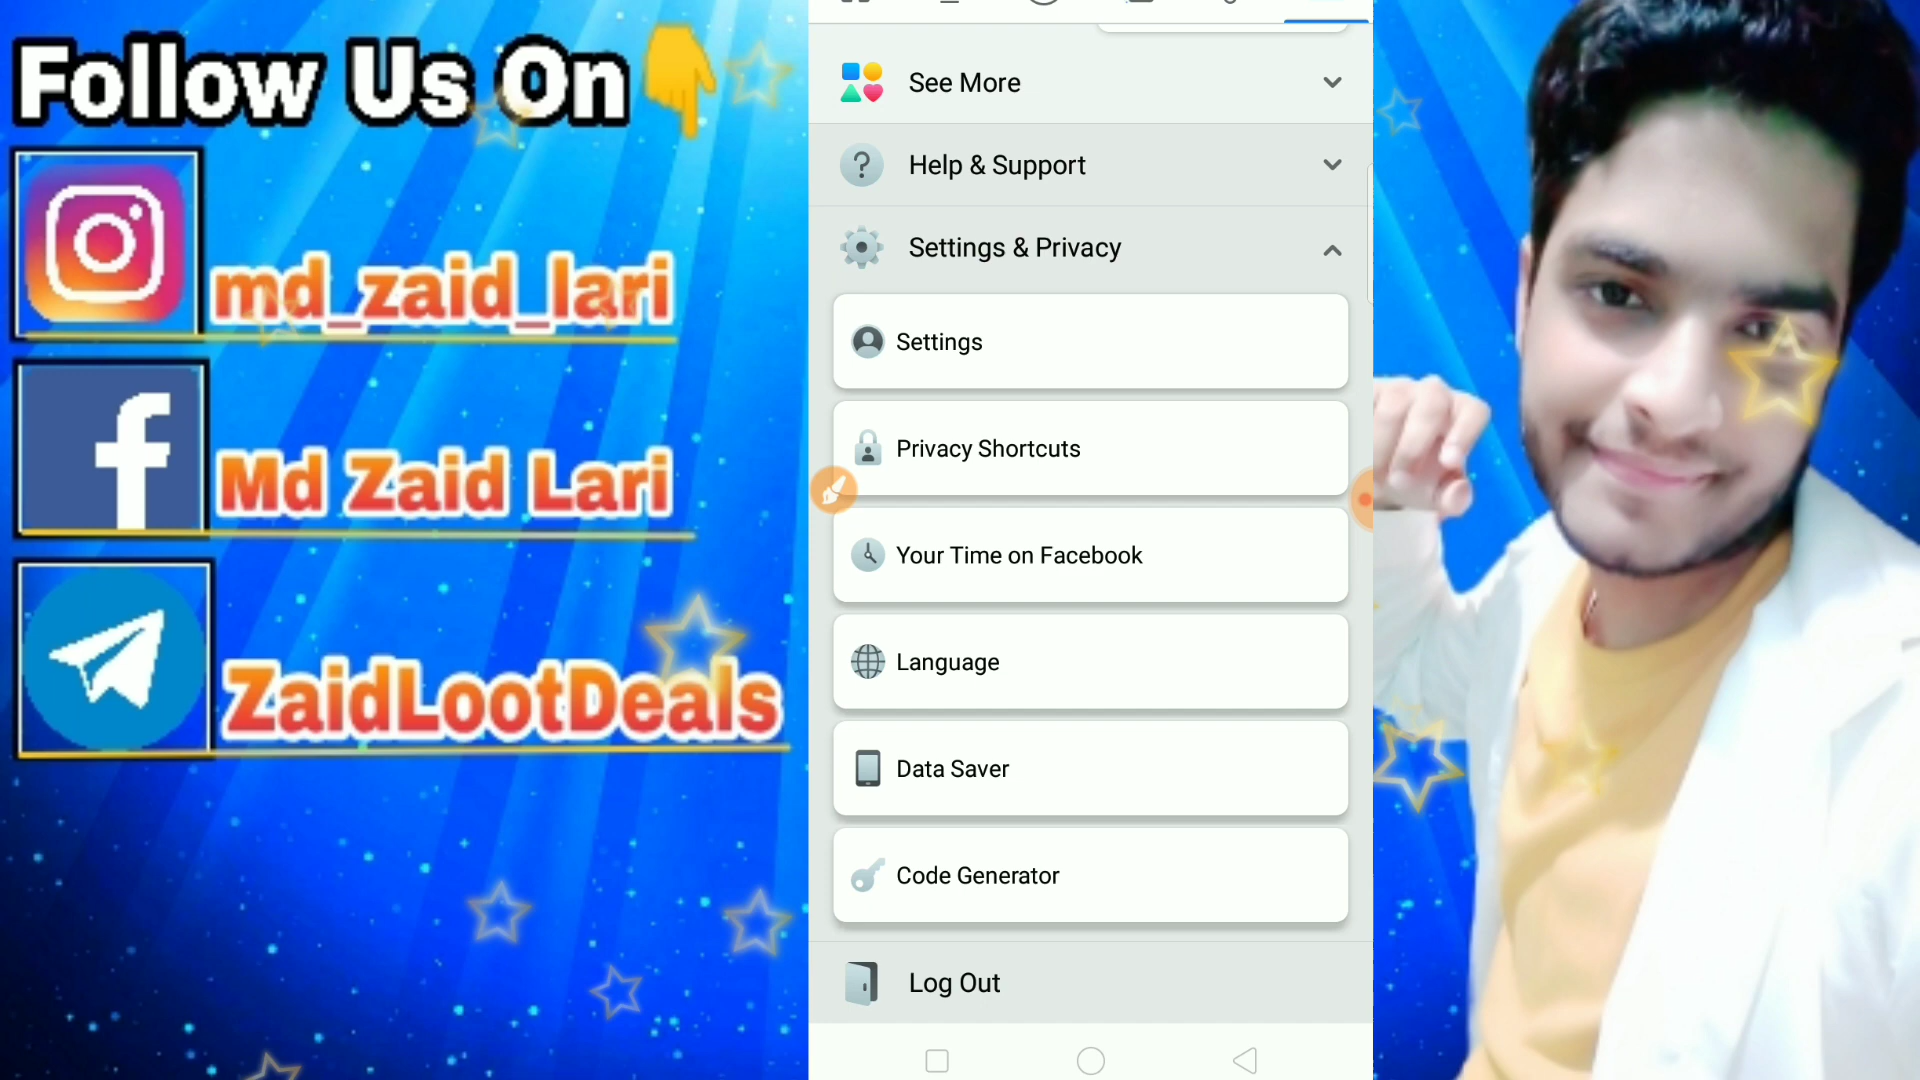 Follow Us On
md_zaid_lari
Md Zaid Lari
ZaidLootDeals
See More
Help & Support
Settings & Privacy
Settings
Privacy Shortcuts
Your Time on Facebook
Language
Data Saver
Code Generator
Log Out